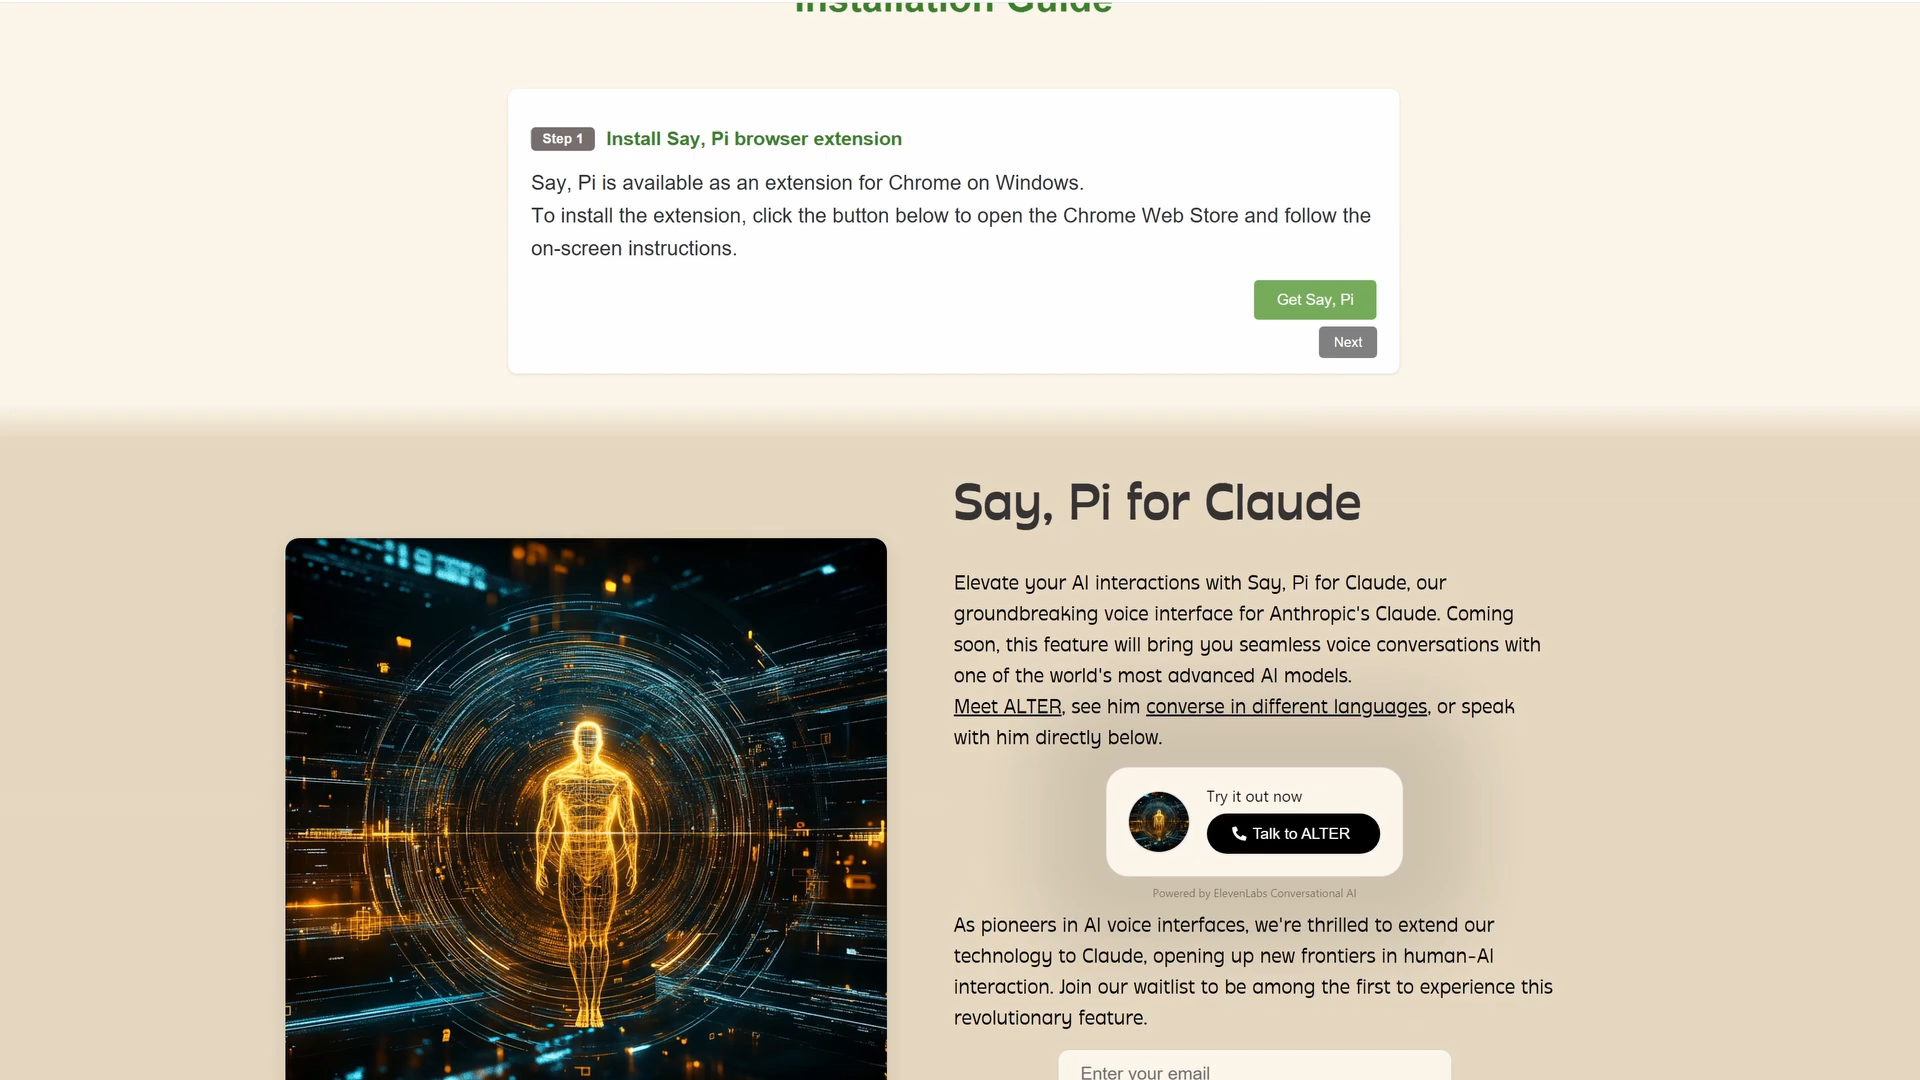 Installation Guide
Step 1 Install Say, Pi browser extension
Say, Pi is available as an extension for Chrome on Windows.
To install the extension, click the button below to open the Chrome Web Store and follow the
on-screen instructions.
Get Say, Pi
Next
Say, Pi for Claude
Elevate your AI interactions with Say, Pi for Claude, our
groundbreaking voice interface for Anthropic's Claude. Coming
soon, this feature will bring you seamless voice conversations with
one of the world's most advanced AI models.
Meet ALTER, see him converse in different languages, or speak
with him directly below.
Try it out now
Talk to ALTER
Powered by ElevenLabs Conversational AI
As pioneers in AI voice interfaces, we're thrilled to extend our
technology to Claude, opening up new frontiers in human-AI
interaction. Join our waitlist to be among the first to experience this
revolutionary feature.
Enter your email